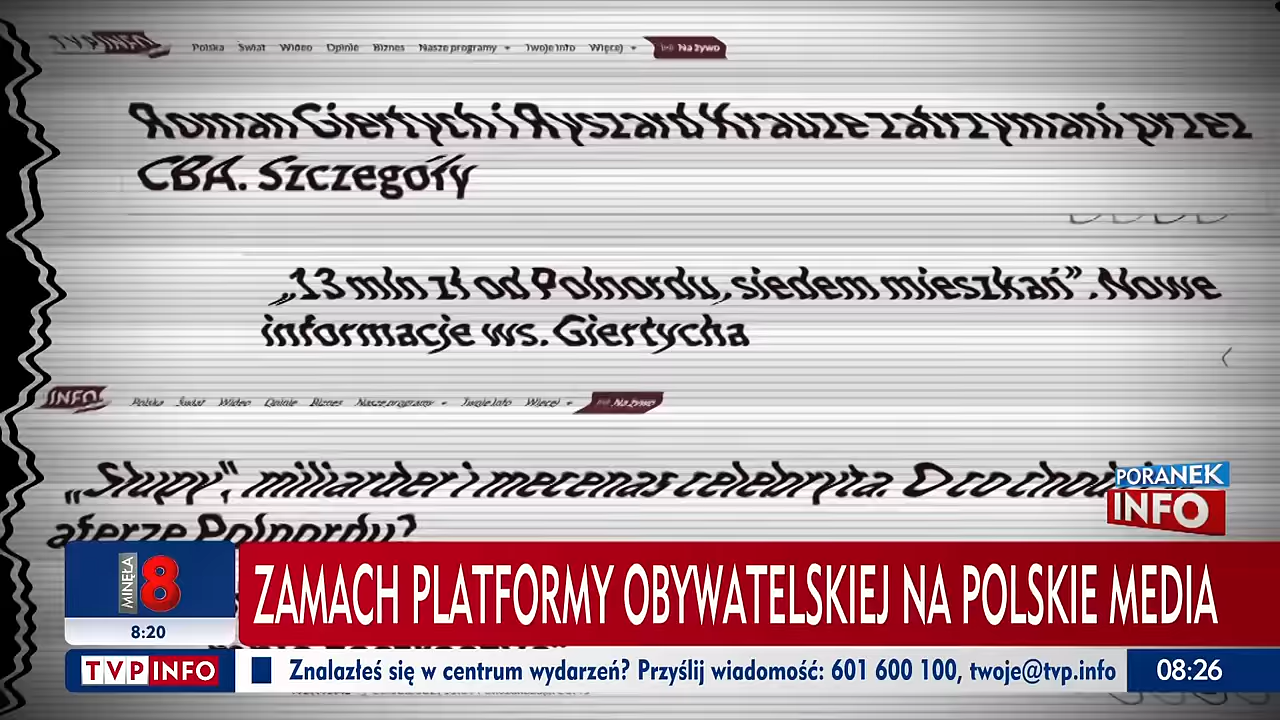 TVP INFO Polska Świat Wideo Opinie Biznes Nasze programy Twoje Info Więcej Na żywo
Roman Giertych i Ryszard Krauze zatrzymani przez
CBA. Szczegóły
„13 mln zł od Polnordu, siedem mieszkań”. Nowe
informacje ws. Giertycha
INFO Polska Świat Wideo Opinie Biznes Nasze programy Twoje Info Więcej Na żywo
„Słupy", miliarder i mecenas celebryta. O co chodzi w
aferze Polnordu?
PORANEK
INFO
MINĘŁA 8
8:20
ZAMACH PLATFORMY OBYWATELSKIEJ NA POLSKIE MEDIA
TVP INFO Znalazłeś się w centrum wydarzeń? Przyślij wiadomość: 601 600 100, twoje@tvp.info 08:26